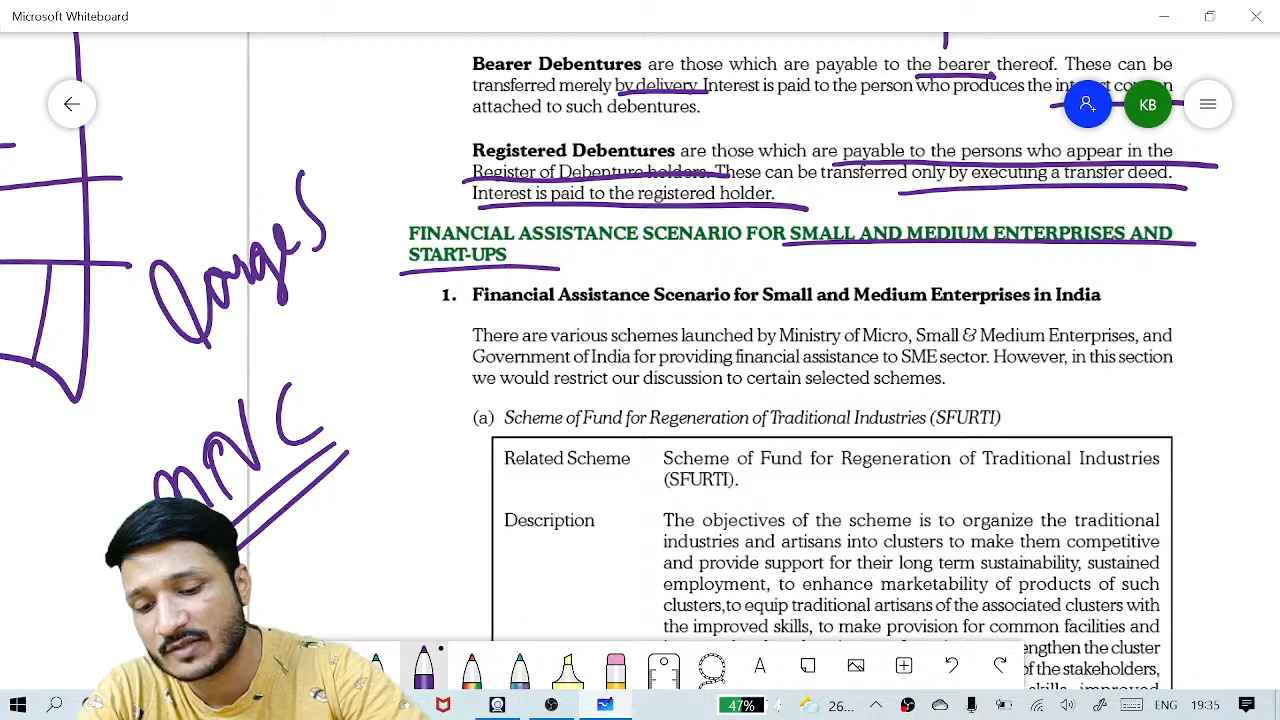 Microsoft Whiteboard
Bearer Debentures are those which are payable to the bearer thereof. These can be
transferred merely by delivery. Interest is paid to the person who produces the
attached to such debentures.
KB
Registered Debentures are those which are payable to the persons who appear in the
Register of Debenture holders. These can be transferred only by executing a transfer deed.
Interest is paid to the registered holder.
FINANCIAL ASSISTANCE SCENARIO FOR SMALL AND MEDIUM ENTERPRISES AND
START-UPS
1. Financial Assistance Scenario for Small and Medium Enterprises in India
There are various schemes launched by Ministry of Micro, Small & Medium Enterprises, and
Government of India for providing financial assistance to SME sector. However, in this section
we would restrict our discussion to certain selected schemes.
(a) Scheme of Fund for Regeneration of Traditional Industries (SFURTI)
Related Scheme Scheme of Fund for Regeneration of Traditional Industries
(SFURTI).
Description The objectives of the scheme is to organize the traditional
industries and artisans into clusters to make them competitive
and provide support for their long term sustainability, sustained
employment, to enhance marketability of products of such
clusters,to equip traditional artisans of the associated clusters with
the improved skills, to make provision for common facilities and
the cluster
of the stakeholders,
MNC
47%
26...
ENG
19:35